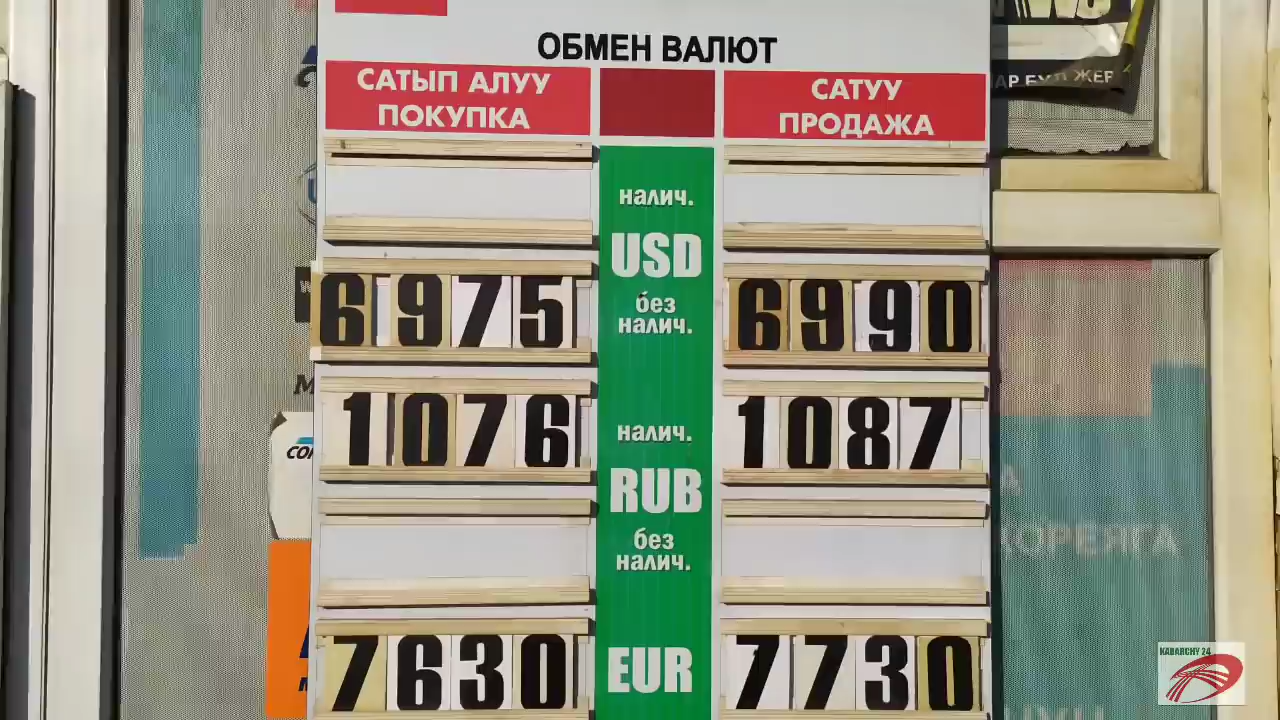 ОБМЕН ВАЛЮТ
САТЫП АЛУУ
ПОКУПКА
САТУУ
ПРОДАЖА
налич.
USD
без
налич.
6975
6990
1076
1087
налич.
RUB
без
налич.
7630
EUR
7730
KABARCHY 24